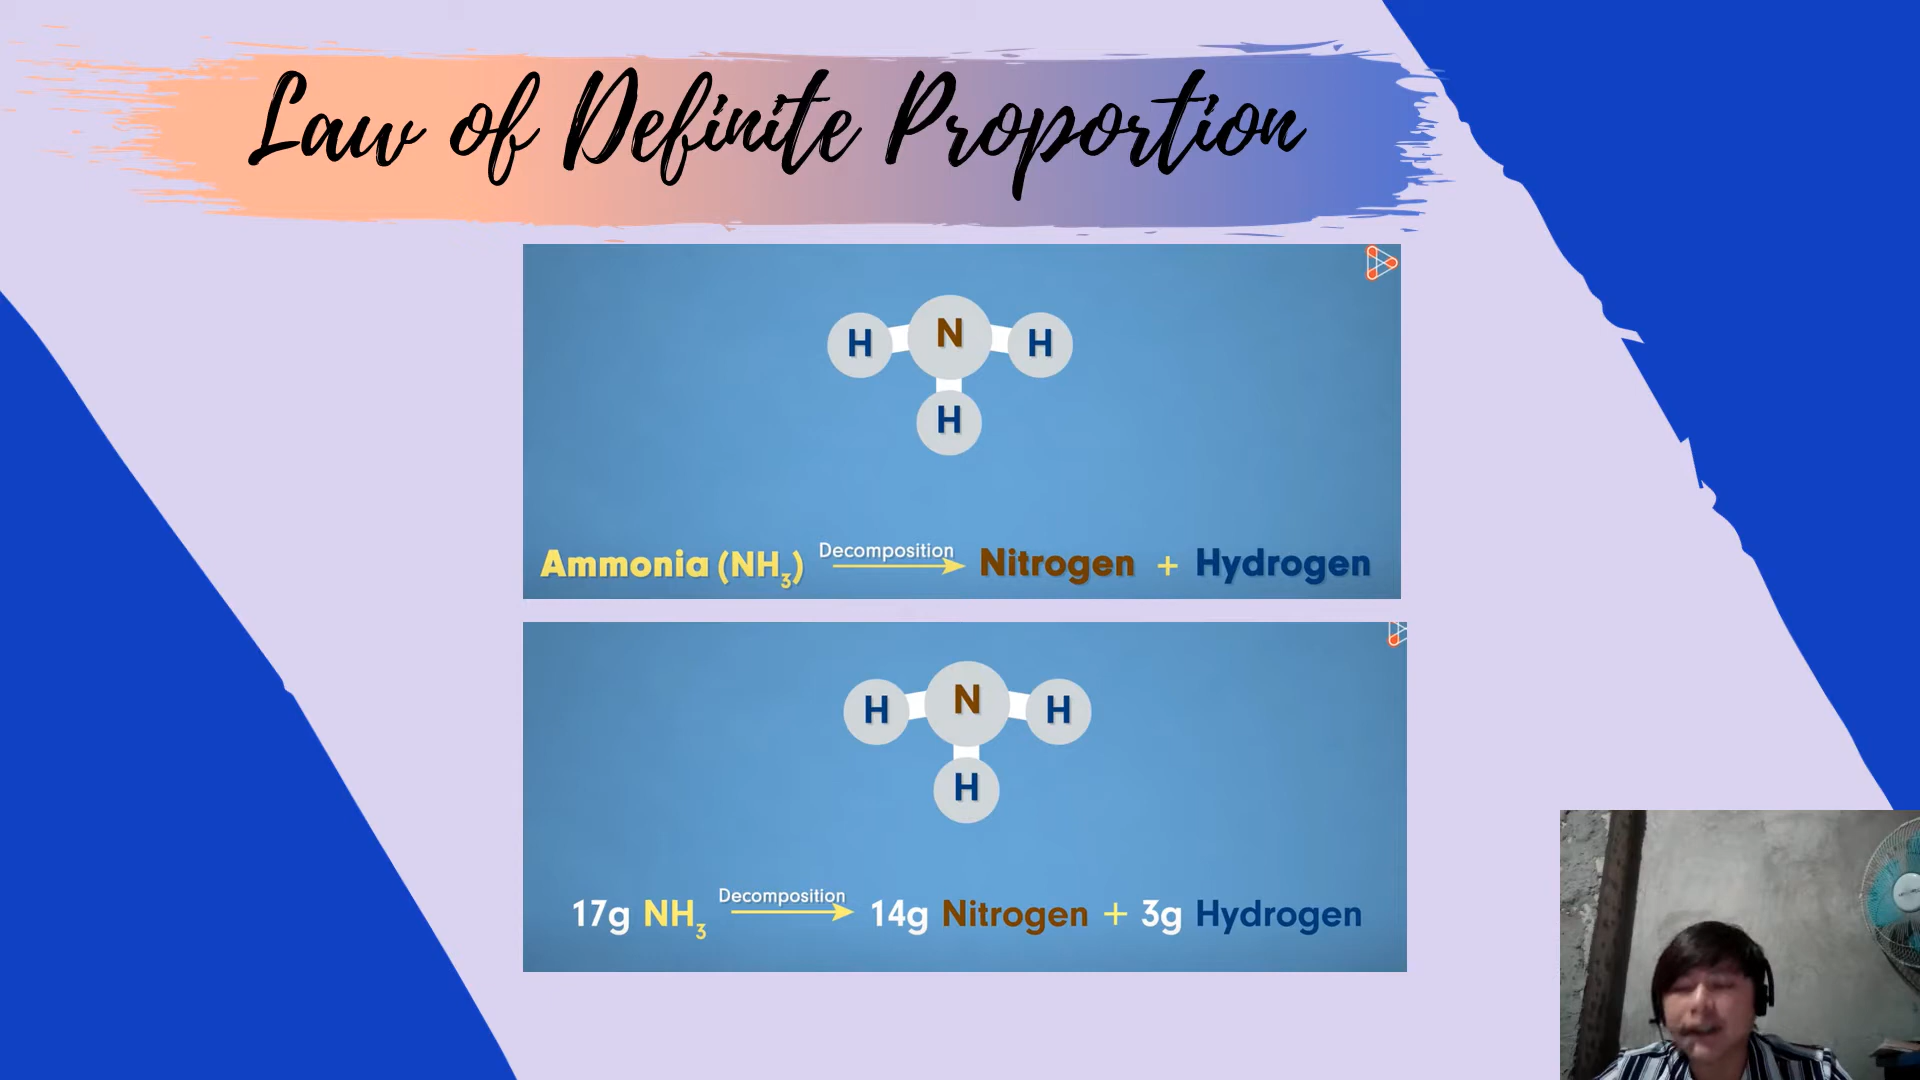 Law of Definite Proportion
N
H H
H
Decomposition
Ammonia (NH₃) Nitrogen + Hydrogen
N
H H
H
Decomposition
17g NH₃ 14g Nitrogen + 3g Hydrogen